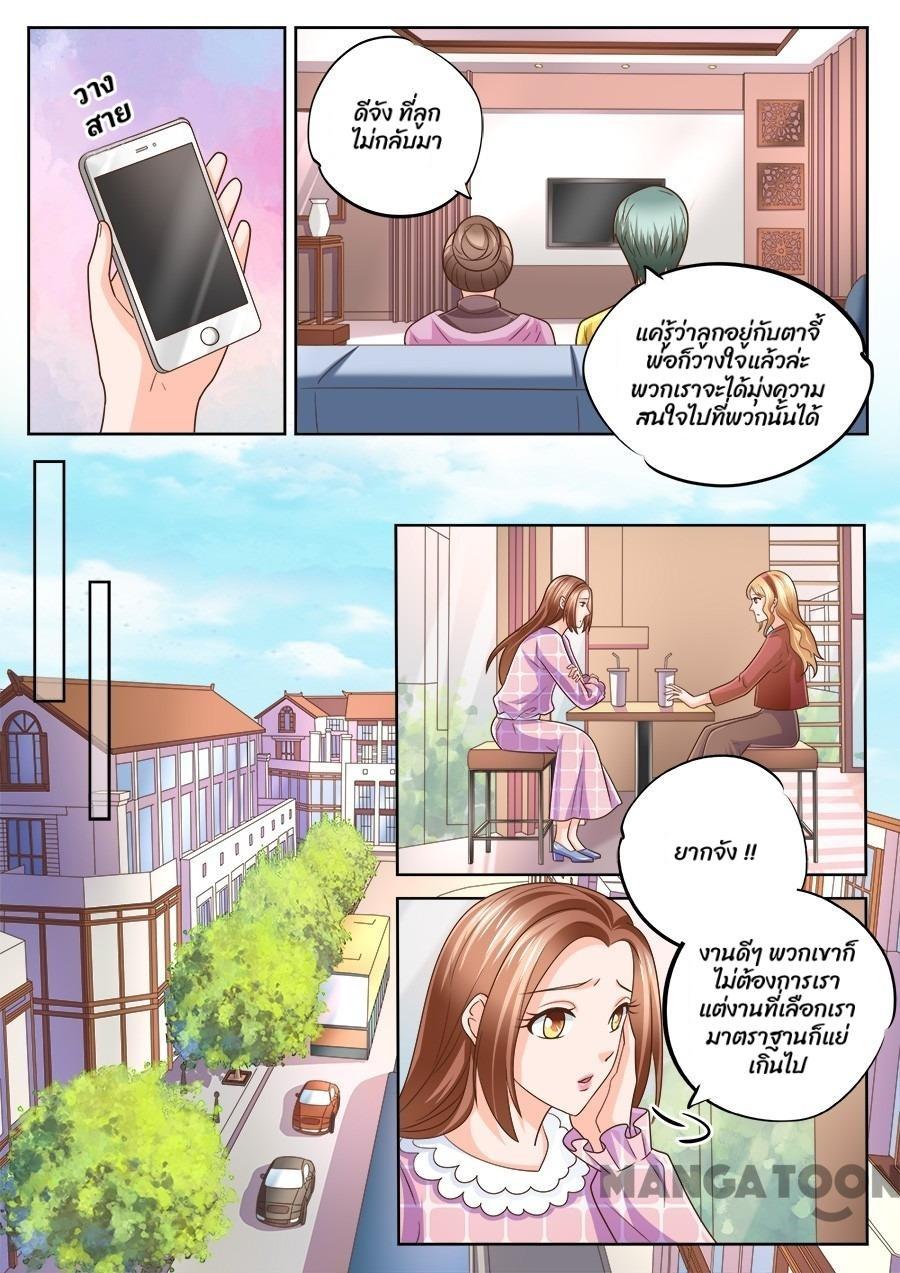 วาง
สาย
ดีจัง ที่ลูก
ไม่กลับมา
แค่รู้ว่าลูกอยู่กับตาจี้
พ่อก็วางใจแล้วล่ะ
พวกเราจะได้มุ่งความ
สนใจไปที่พวกนั้นได้
ยากจัง !!
งานดีๆ พวกเขาก็
ไม่ต้องการเรา
แต่งานที่เลือกเรา
มาตราฐานก็แย่
เกินไป
MANGATOON